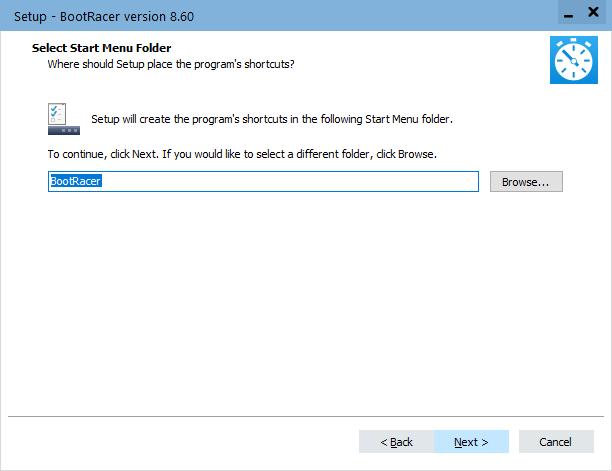 Setup - BootRacer version 8.60
Select Start Menu Folder
Where should Setup place the program's shortcuts?
Setup will create the program's shortcuts in the following Start Menu folder.
To continue, click Next. If you would like to select a different folder, click Browse.
BootRacer
Browse...
< Back
Next >
Cancel